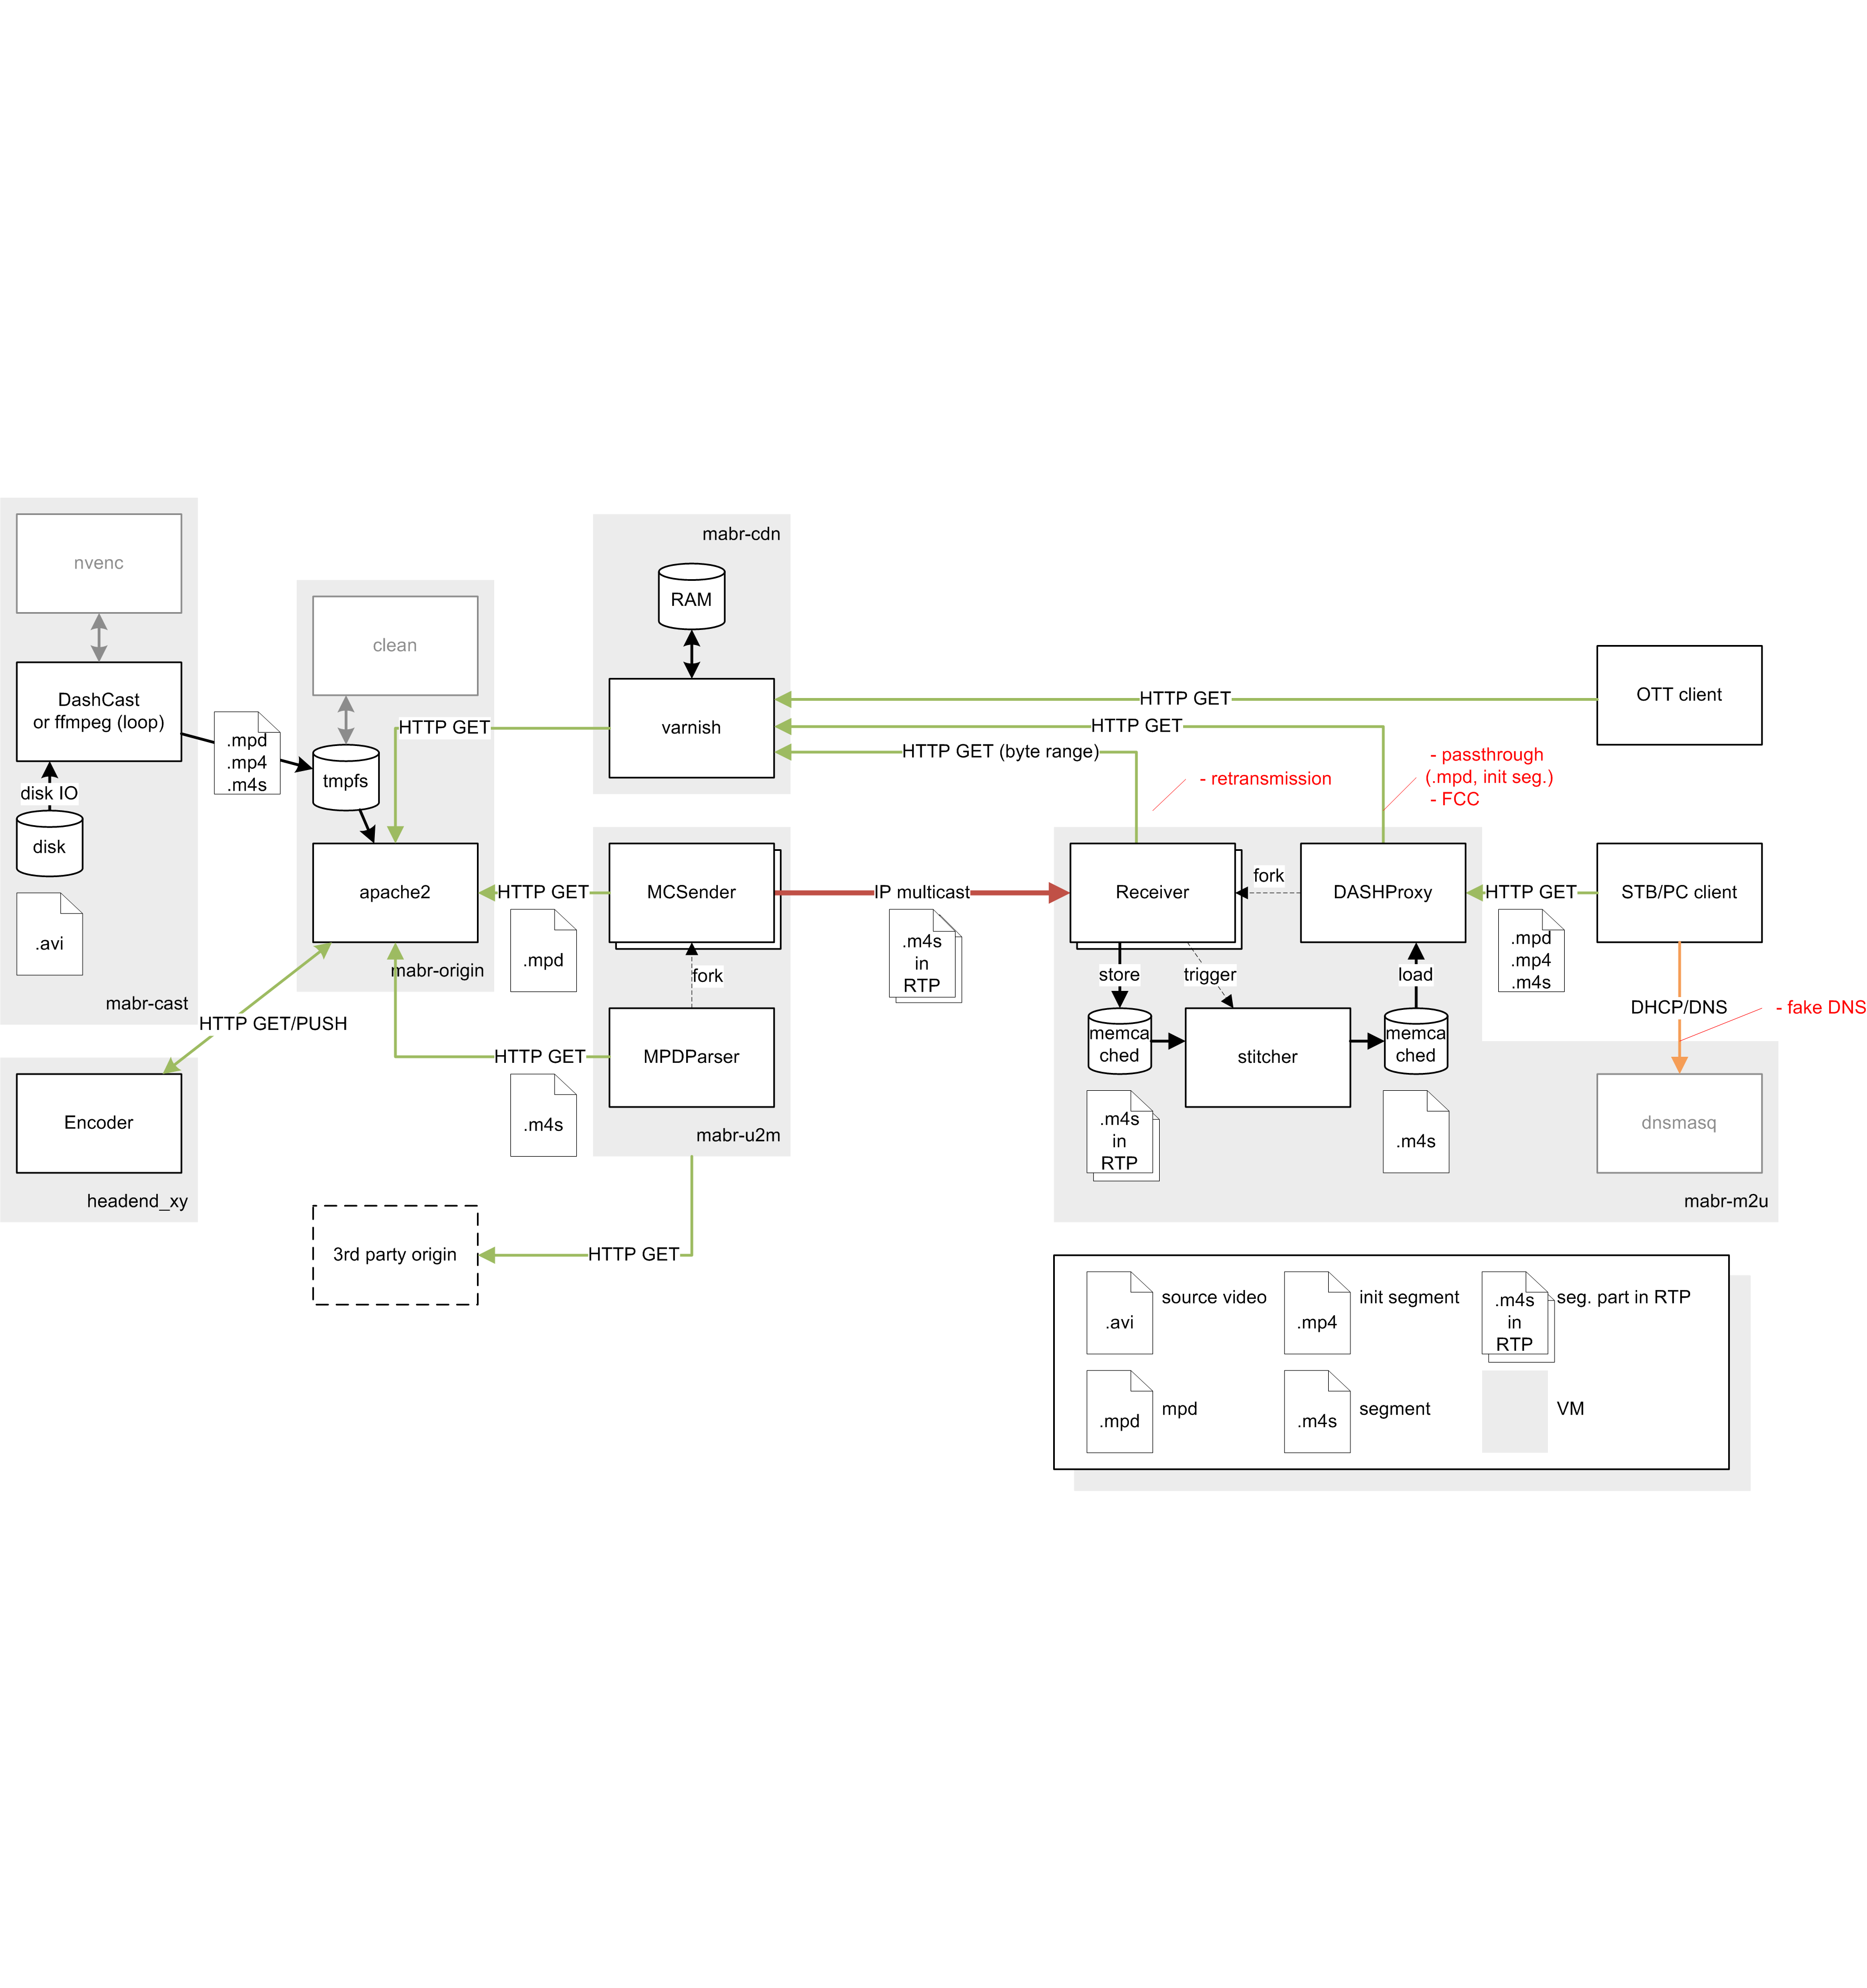 nvenc
DashCast
or ffmpeg (loop)
disk IO
disk
.avi
mabr-cast
.mpd
.mp4
.m4s
clean
tmpfs
apache2
mabr-origin
HTTP GET/PUSH
Encoder
headend_xy
mabr-cdn
RAM
varnish
HTTP GET
HTTP GET
HTTP GET
HTTP GET (byte range)
- retransmission
- passthrough
(.mpd, init seg.)
- FCC
OTT client
HTTP GET
.mpd
MCSender
fork
MPDParser
HTTP GET
.m4s
mabr-u2m
3rd party origin
HTTP GET
IP multicast
.m4s
in
RTP
Receiver
fork
DASHProxy
HTTP GET
.mpd
.mp4
.m4s
STB/PC client
store
trigger
load
memca
ched
stitcher
memca
ched
.m4s
in
RTP
.m4s
DHCP/DNS
- fake DNS
dnsmasq
mabr-m2u
.avi
source video
.mp4
init segment
.m4s
in
RTP
seg. part in RTP
.mpd
mpd
.m4s
segment
VM